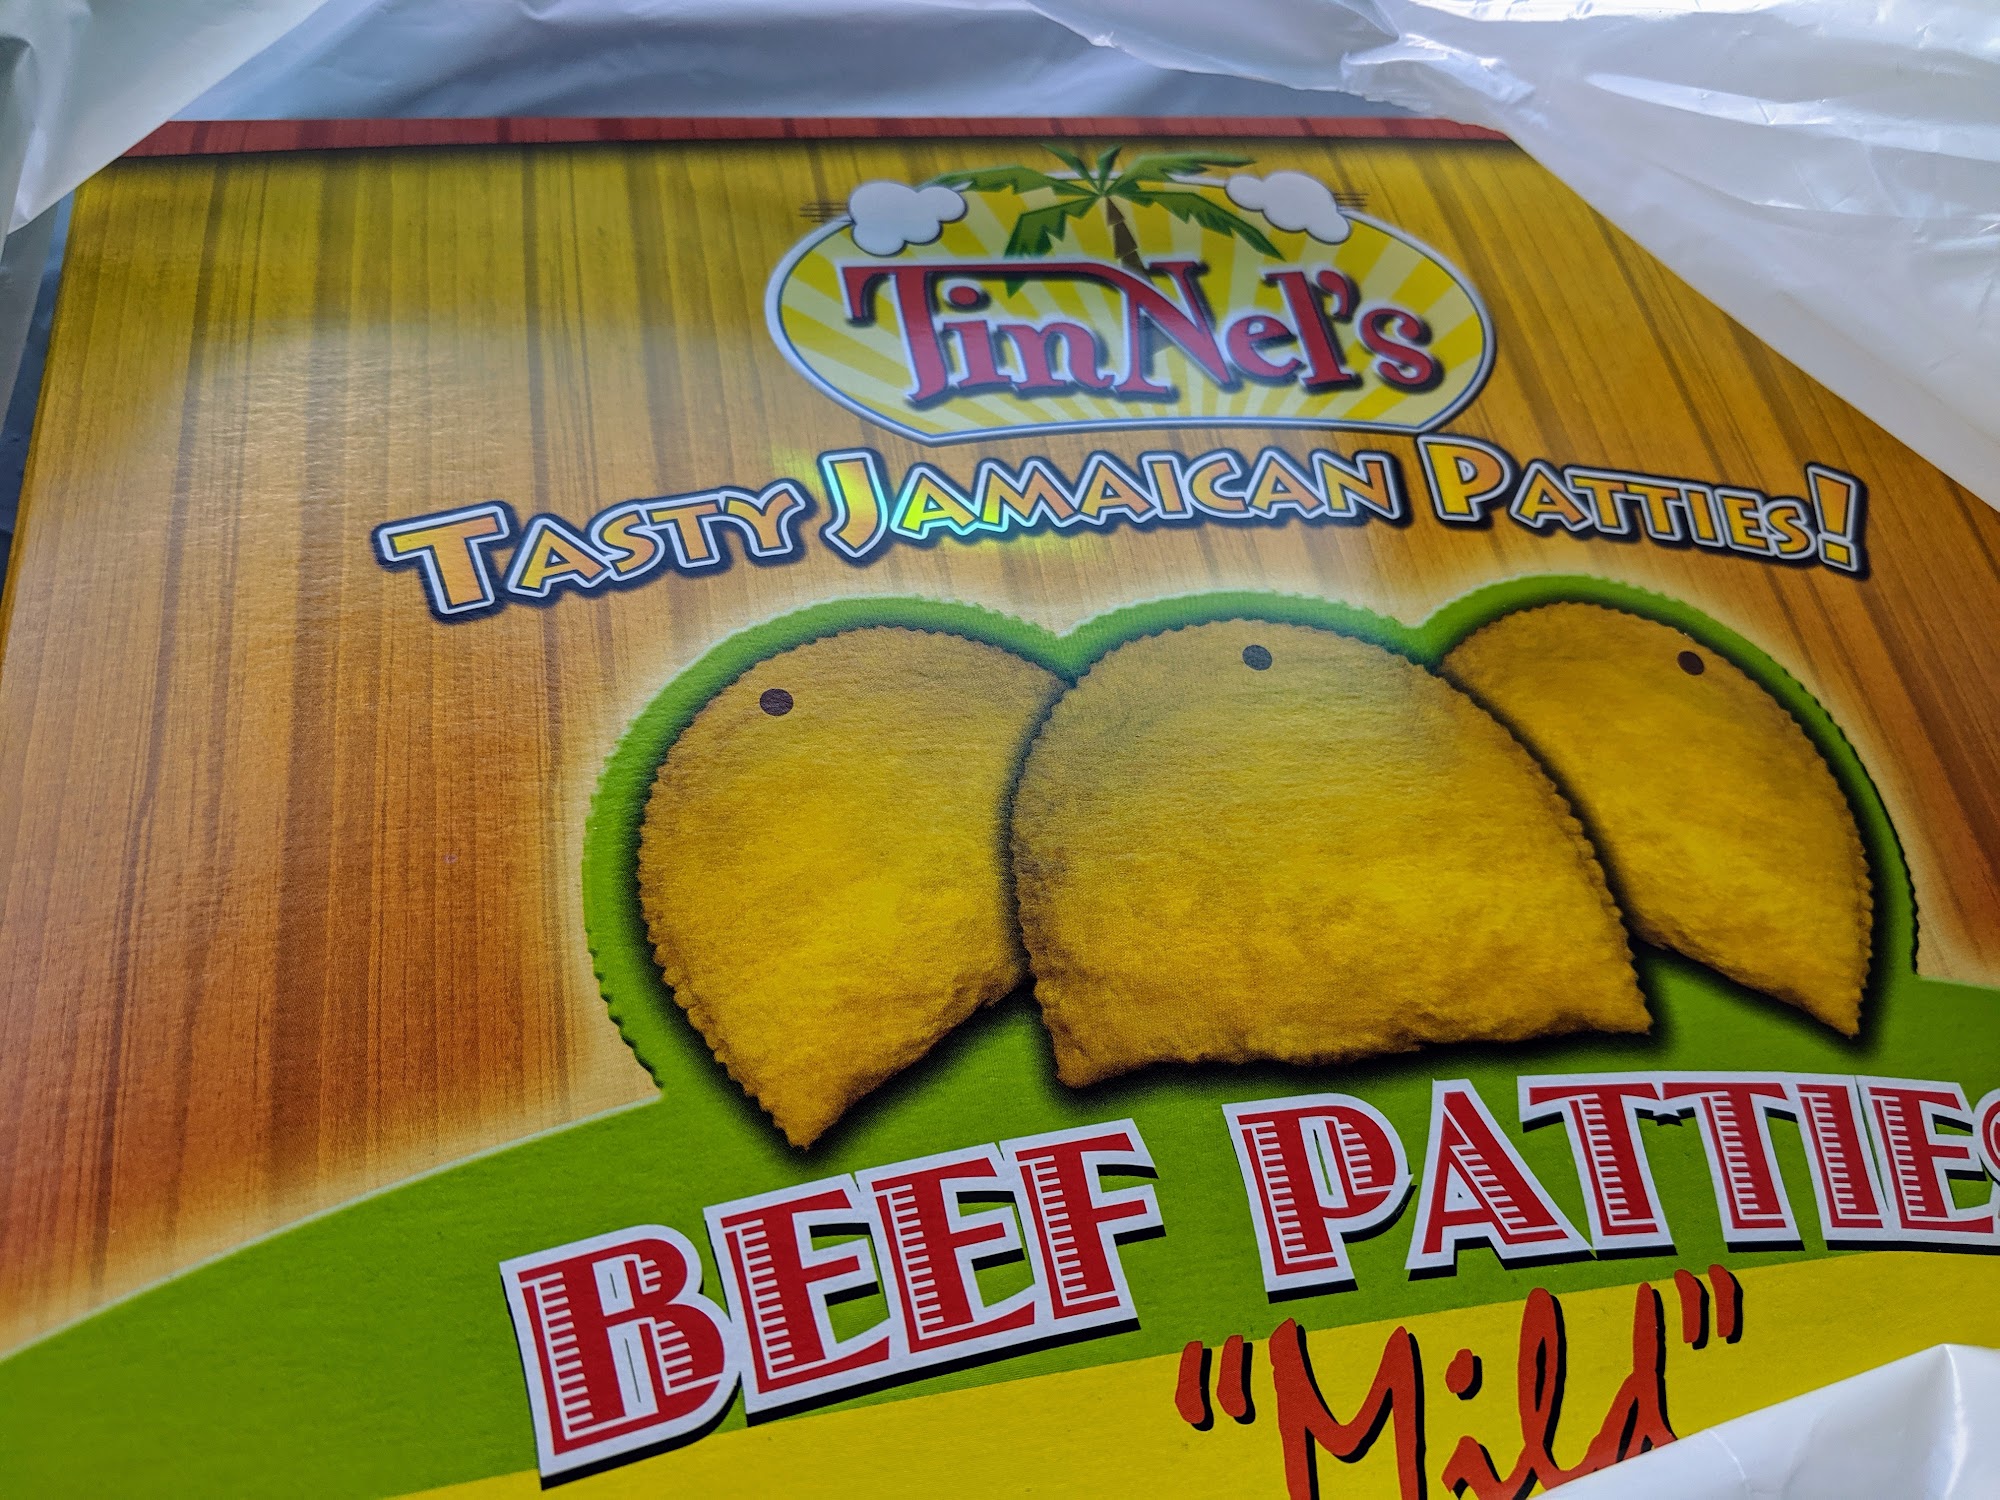 TinNel's
TASTY JAMAICAN PATTIES!
BEEF PATTIES
"Mild"